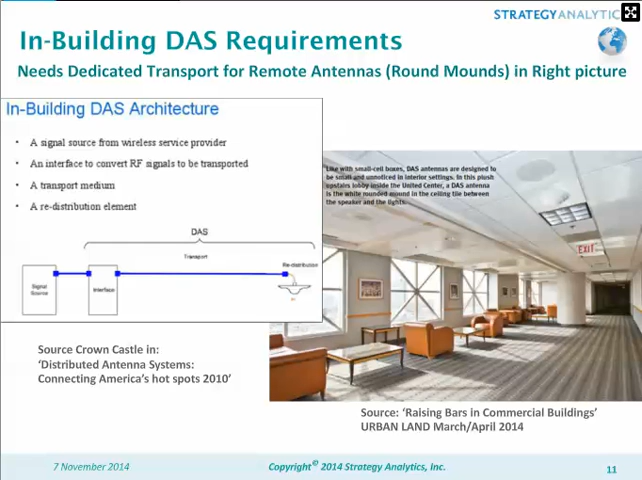 STRATEGYANALYTIC
In-Building DAS Requirements
Needs Dedicated Transport for Remote Antennas (Round Mounds) in Right picture
In-Building DAS Architecture
• A signal source from wireless service provider
• An interface to convert RF signals to be transported
• A transport medium
• A re-distribution element
DAS
Transport
Re-distribution
Signal
Source
Interface
Like with small-cell boxes, DAS antennas are designed to
be small and unnoticed in interior settings. In this plush
upstairs lobby inside the United Center, a DAS antenna
is the white rounded mound in the ceiling tile between
the speaker and the lights.
EXIT
Source Crown Castle in:
‘Distributed Antenna Systems:
Connecting America’s hot spots 2010’
Source: ‘Raising Bars in Commercial Buildings’
URBAN LAND March/April 2014
7 November 2014
Copyright© 2014 Strategy Analytics, Inc.
11